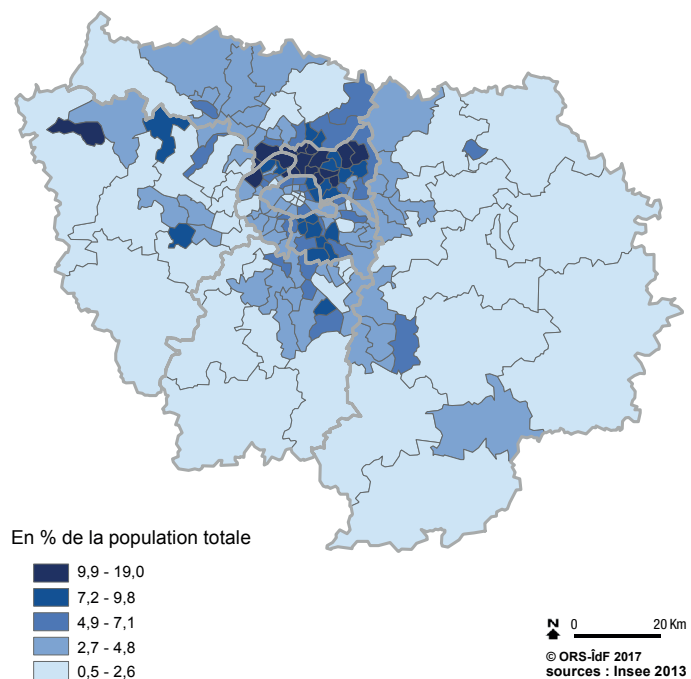 En % de la population totale
9,9 - 19,0
7,2 - 9,8
4,9 - 7,1
2,7 - 4,8
0,5 - 2,6
N 0 20 Km
© ORS-ÎdF 2017
sources : Insee 2013